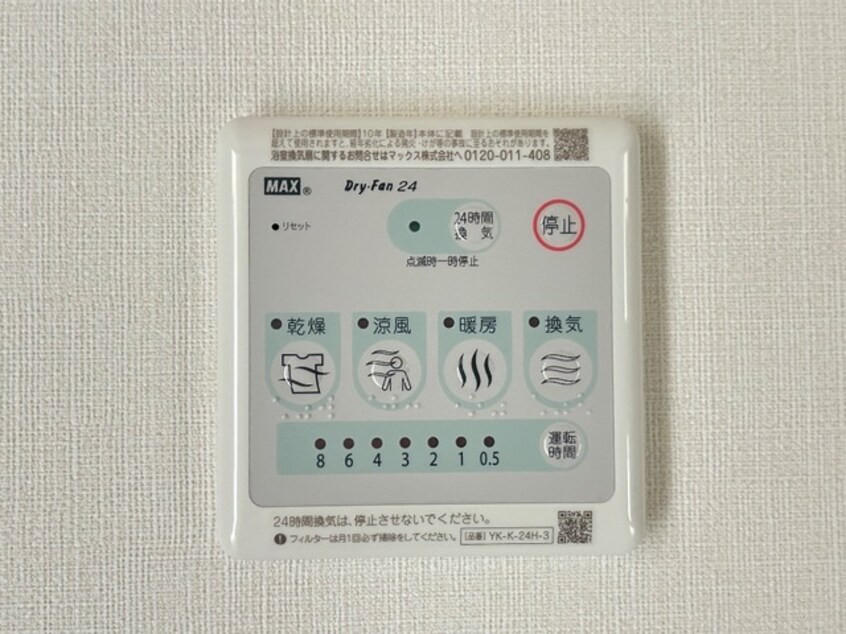 【設計上の標準使用期間】10年【製造年】本体に記載 設計上の標準使用期間を
超えて使用されますと、経年劣化による発火・けが等の事故に至るおそれがあります。
浴室換気扇に関するお問合せはマックス株式会社へ 0120-011-408
MAX® Dry・Fan 24
リセット
24時間
換気
停止
点滅時一時停止
乾燥 涼風 暖房 換気
8 6 4 3 2 1 0.5
運転
時間
24時間換気は、停止させないでください。
フィルターは月1回必ず掃除をしてください。 [品番] YK-K-24H-3